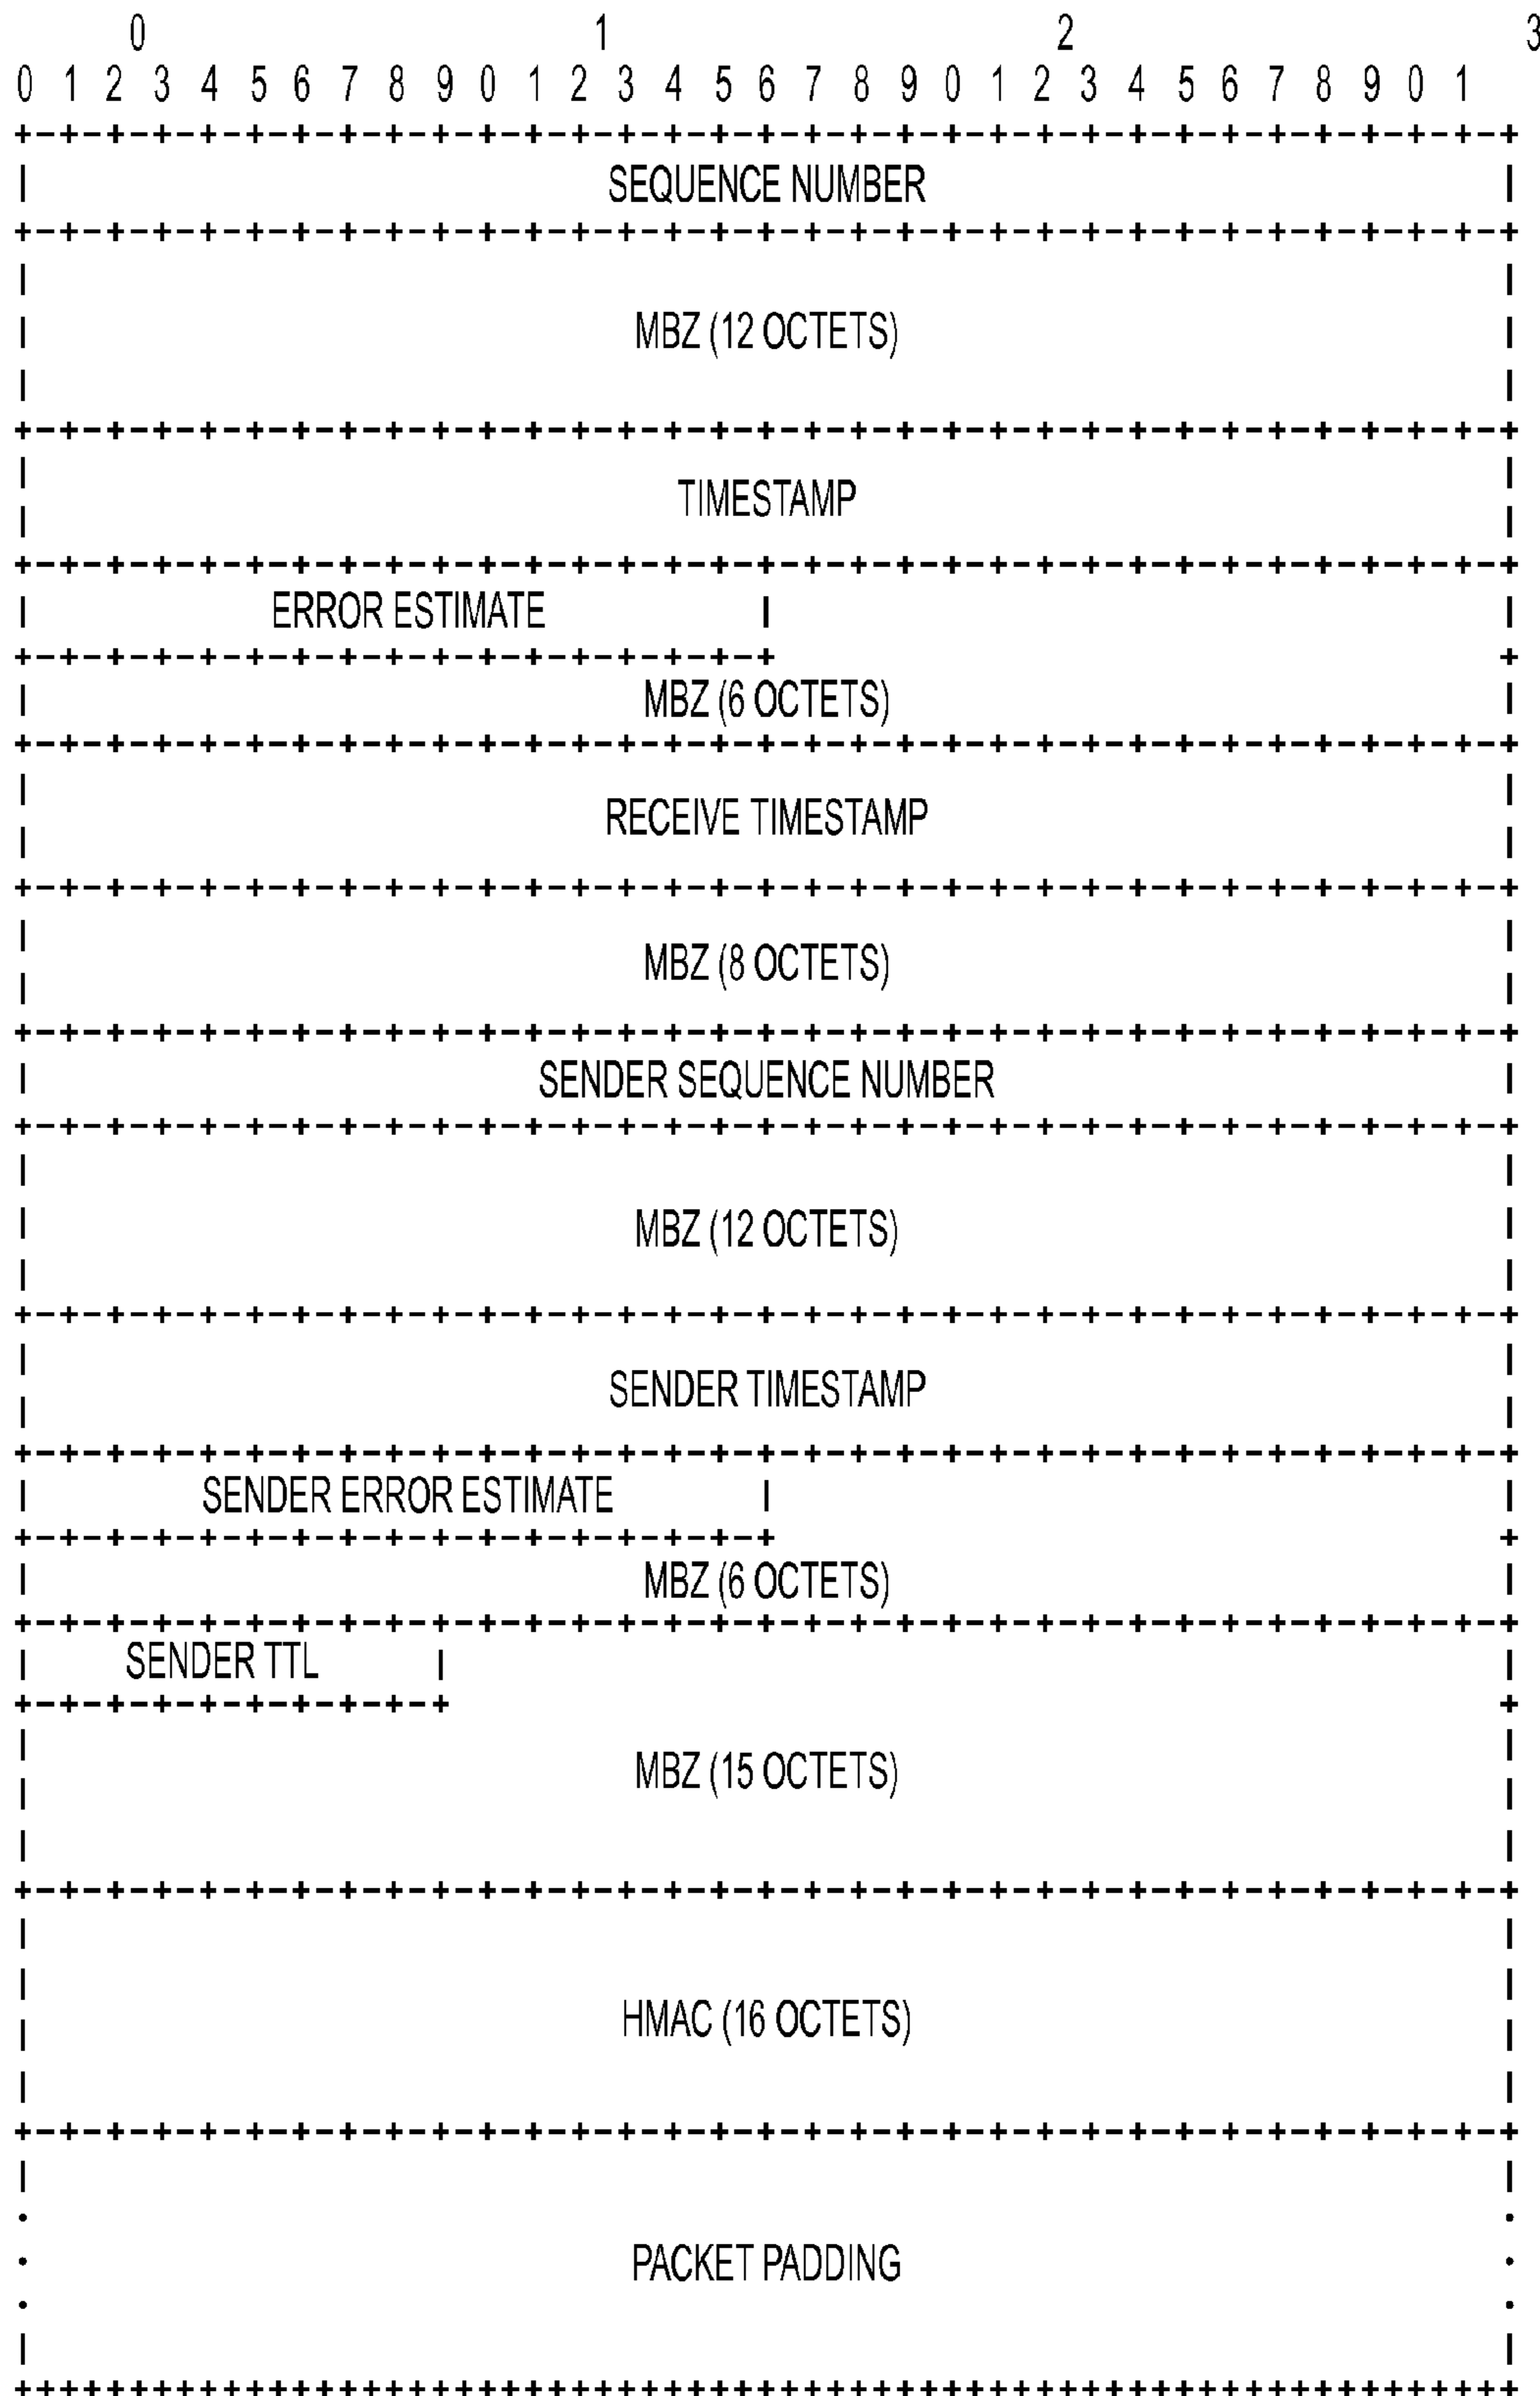 0 1 2 3
0 1 2 3 4 5 6 7 8 9 0 1 2 3 4 5 6 7 8 9 0 1 2 3 4 5 6 7 8 9 0 1
+-+-+-+-+-+-+-+-+-+-+-+-+-+-+-+-+-+-+-+-+-+-+-+-+-+-+-+-+-+-+-+-+
| SEQUENCE NUMBER |
+-+-+-+-+-+-+-+-+-+-+-+-+-+-+-+-+-+-+-+-+-+-+-+-+-+-+-+-+-+-+-+-+
|  |
| MBZ (12 OCTETS) |
|  |
+-+-+-+-+-+-+-+-+-+-+-+-+-+-+-+-+-+-+-+-+-+-+-+-+-+-+-+-+-+-+-+-+
| TIMESTAMP |
|  |
+-+-+-+-+-+-+-+-+-+-+-+-+-+-+-+-+-+-+-+-+-+-+-+-+-+-+-+-+-+-+-+-+
| ERROR ESTIMATE | |
+-+-+-+-+-+-+-+-+-+-+-+-+-+-+-+-+ +
| MBZ (6 OCTETS) |
+-+-+-+-+-+-+-+-+-+-+-+-+-+-+-+-+-+-+-+-+-+-+-+-+-+-+-+-+-+-+-+-+
| RECEIVE TIMESTAMP |
|  |
+-+-+-+-+-+-+-+-+-+-+-+-+-+-+-+-+-+-+-+-+-+-+-+-+-+-+-+-+-+-+-+-+
| MBZ (8 OCTETS) |
|  |
+-+-+-+-+-+-+-+-+-+-+-+-+-+-+-+-+-+-+-+-+-+-+-+-+-+-+-+-+-+-+-+-+
| SENDER SEQUENCE NUMBER |
+-+-+-+-+-+-+-+-+-+-+-+-+-+-+-+-+-+-+-+-+-+-+-+-+-+-+-+-+-+-+-+-+
|  |
| MBZ (12 OCTETS) |
|  |
+-+-+-+-+-+-+-+-+-+-+-+-+-+-+-+-+-+-+-+-+-+-+-+-+-+-+-+-+-+-+-+-+
| SENDER TIMESTAMP |
|  |
+-+-+-+-+-+-+-+-+-+-+-+-+-+-+-+-+-+-+-+-+-+-+-+-+-+-+-+-+-+-+-+-+
| SENDER ERROR ESTIMATE | |
+-+-+-+-+-+-+-+-+-+-+-+-+-+-+-+-+ +
| MBZ (6 OCTETS) |
+-+-+-+-+-+-+-+-+-+-+-+-+-+-+-+-+-+-+-+-+-+-+-+-+-+-+-+-+-+-+-+-+
| SENDER TTL | |
+-+-+-+-+-+-+-+-+-+ +
|  |
| MBZ (15 OCTETS) |
|  |
+-+-+-+-+-+-+-+-+-+-+-+-+-+-+-+-+-+-+-+-+-+-+-+-+-+-+-+-+-+-+-+-+
|  |
| HMAC (16 OCTETS) |
|  |
|  |
+-+-+-+-+-+-+-+-+-+-+-+-+-+-+-+-+-+-+-+-+-+-+-+-+-+-+-+-+-+-+-+-+
|  |
. .
. PACKET PADDING .
. .
|  |
+++++++++++++++++++++++++++++++++++++++++++++++++++++++++++++++++